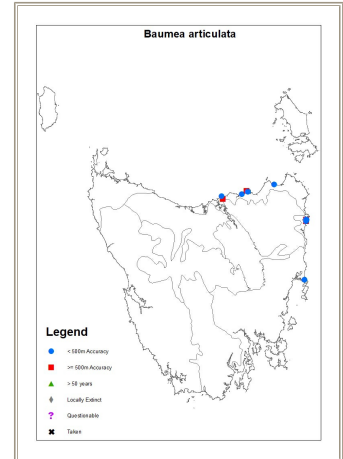 Baumea articulata
Legend
< 500m Accuracy
>= 500m Accuracy
> 50 years
Locally Extinct
? Questionable
Taken